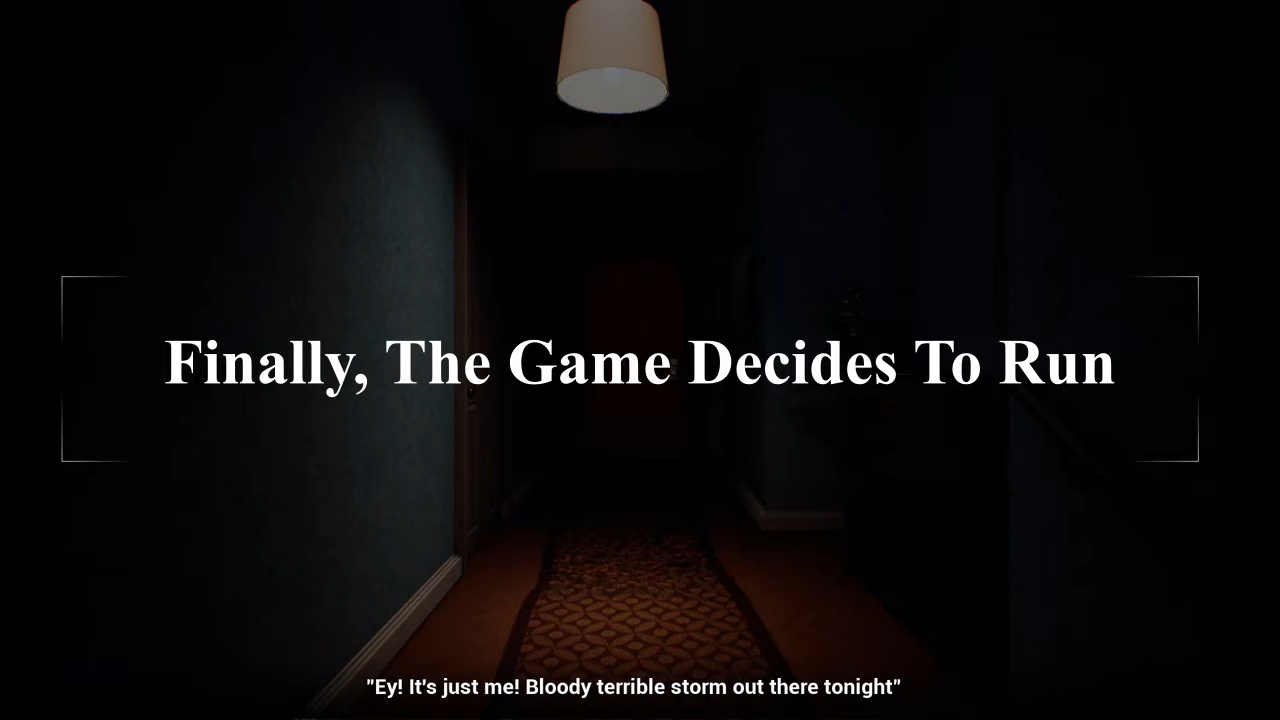 Finally, The Game Decides To Run
"Ey! It's just me! Bloody terrible storm out there tonight"